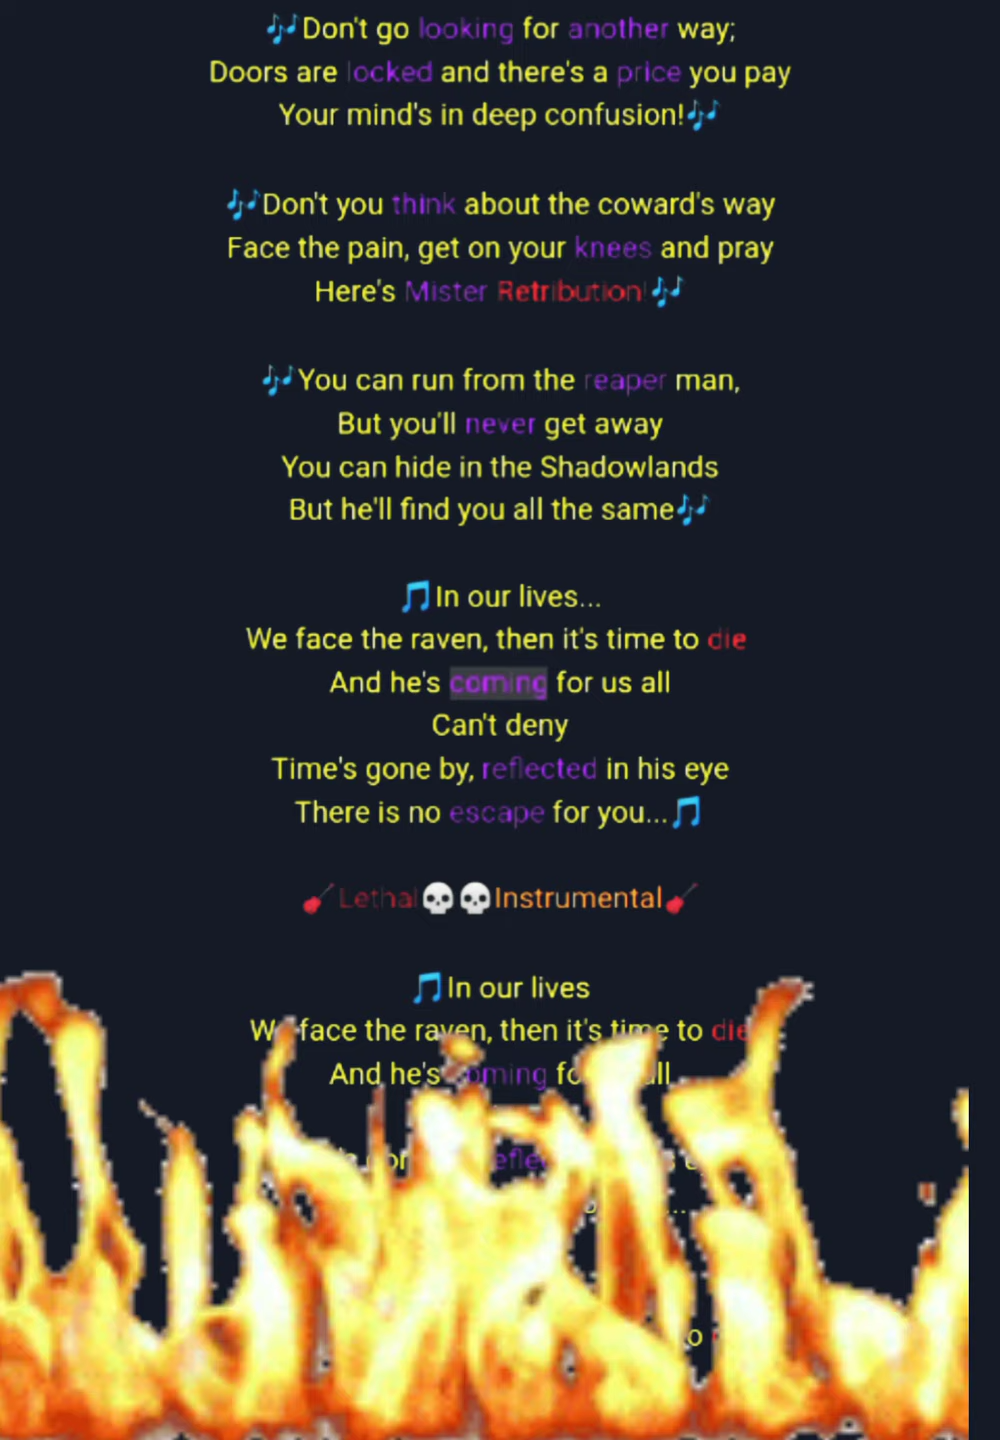 🎶Don't go looking for another way;
Doors are locked and there's a price you pay
Your mind's in deep confusion!🎶
🎶Don't you think about the coward's way
Face the pain, get on your knees and pray
Here's Mister Retribution!🎶
🎶You can run from the reaper man,
But you'll never get away
You can hide in the Shadowlands
But he'll find you all the same🎶
🎵In our lives...
We face the raven, then it's time to die
And he's coming for us all
Can't deny
Time's gone by, reflected in his eye
There is no escape for you...🎵
🎸Lethal💀💀Instrumental🎸
🎵In our lives
We face the raven, then it's time to die
And he's coming